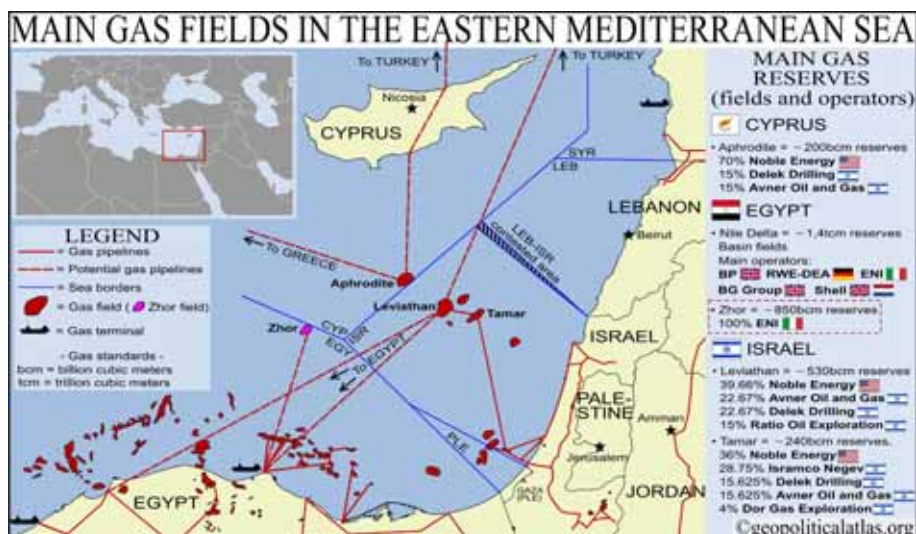 MAIN GAS FIELDS IN THE EASTERN MEDITERRANEAN SEA
To TURKEY
To TURKEY
Nicosia
CYPRUS
SYR
LEB
LEBANON
Beirut
LEB-ISR
contested area
To GREECE
Aphrodite
Leviathan
Tamar
Zhor
CYP
ISR
EGY
To EGYPT
ISRAEL
PALE-
STINE
Amman
Jerusalem
PLE
GAZA
(PLE)
EGYPT
JORDAN
LEGEND
= Gas pipelines
= Potential gas pipelines
= Sea borders
= Gas field ( Zhor field)
= Gas terminal
- Gas standards -
bcm = billion cubic meters
tcm = trillion cubic meters
MAIN GAS
RESERVES
(fields and operators)
CYPRUS
• Aphrodite = ~200bcm reserves
70% Noble Energy
15% Delek Drilling
15% Avner Oil and Gas
EGYPT
• Nile Delta = ~1,4tcm reserves
Basin fields
Main operators:
BP RWE-DEA ENI
BG Group Shell
• Zhor = ~850bcm reserves
100% ENI
ISRAEL
• Leviathan = ~530bcm reserves
39.66% Noble Energy
22.67% Avner Oil and Gas
22.67% Delek Drilling
15% Ratio Oil Exploration
• Tamar = ~240bcm reserves.
36% Noble Energy
28.75% Isramco Negev
15.625% Delek Drilling
15.625% Avner Oil and Gas
4% Dor Gas Exploration
©geopoliticalatlas.org